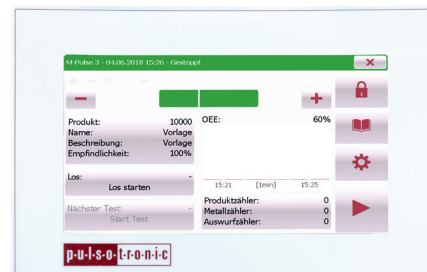 M-Pulse 3 - 04.06.2018 15:26 - Gestoppt
Produkt: 10000
Name: Vorlage
Beschreibung: Vorlage
Empfindlichkeit: 100%
OEE: 60%
Los: -
Los starten
15:21 [1min] 15:25
Nächster Test: -
Start Test
Produktzähler: 0
Metallzähler: 0
Auswurfzähler: 0
p·u·l·s·o·t·r·o·n·i·c